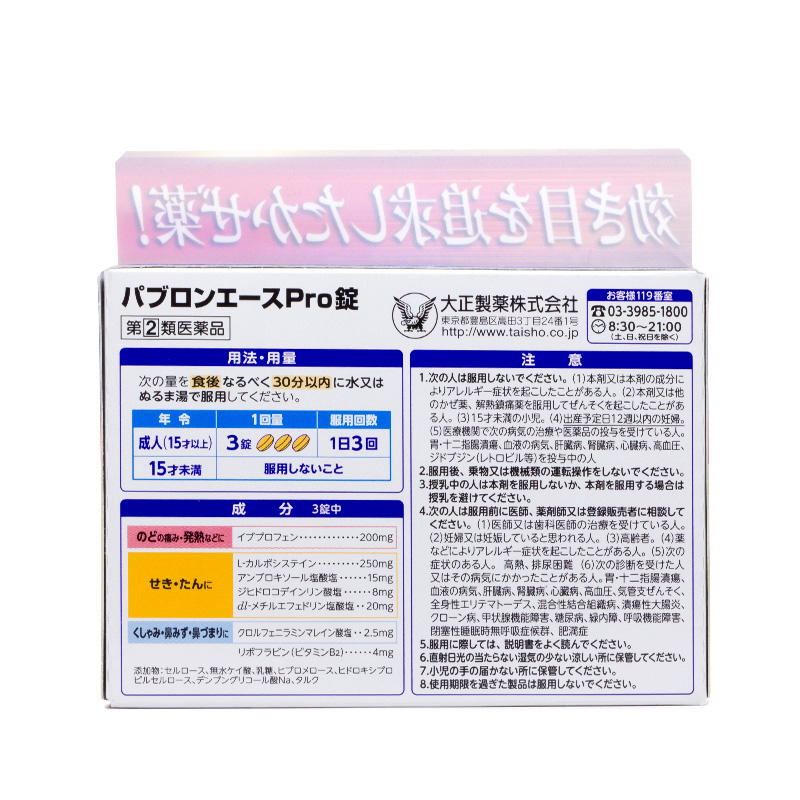 効き目を追求したかぜ薬!
パブロンエースPro錠
第②類医薬品
大正製薬株式会社
東京都豊島区高田3丁目24番1号
http://www.taisho.co.jp
お客様119番室
03-3985-1800
8:30~21:00
(土、日、祝日を除く)
用法・用量
次の量を食後なるべく30分以内に水又は
ぬるま湯で服用してください。
年令 1回量 服用回数
成人(15才以上) 3錠 1日3回
15才未満 服用しないこと
成分 3錠中
のどの痛み・発熱などに イブプロフェン·············200mg
せき・たんに
L-カルボシステイン··········250mg
アンブロキソール塩酸塩······15mg
ジヒドロコデインリン酸塩······8mg
dl-メチルエフェドリン塩酸塩··20mg
くしゃみ・鼻みず・鼻づまりに クロルフェニラミンマレイン酸塩··2.5mg
リボフラビン(ビタミンB2)······4mg
添加物:セルロース、無水ケイ酸、乳糖、ヒプロメロース、ヒドロキシプロ
ピルセルロース、デンプングリコール酸Na、タルク
注意
1.次の人は服用しないでください。(1)本剤又は本剤の成分に
よりアレルギー症状を起こしたことがある人。(2)本剤又は他
のかぜ薬、解熱鎮痛薬を服用してぜんそくを起こしたことがあ
る人。(3)15才未満の小児。(4)出産予定日12週以内の妊婦。
(5)医療機関で次の病気の治療や医薬品の投与を受けている人。
胃・十二指腸潰瘍、血液の病気、肝臓病、腎臓病、心臓病、高血圧、
ジドブジン(レトロビル等)を投与中の人
2.服用後、乗物又は機械類の運転操作をしないでください。
3.授乳中の人は本剤を服用しないか、本剤を服用する場合は
授乳を避けてください。
4.次の人は服用前に医師、薬剤師又は登録販売者に相談して
ください。(1)医師又は歯科医師の治療を受けている人。
(2)妊婦又は妊娠していると思われる人。(3)高齢者。(4)薬
などによりアレルギー症状を起こしたことがある人。(5)次の
症状のある人。 高熱、排尿困難 (6)次の診断を受けた人
又はその病気にかかったことがある人。胃・十二指腸潰瘍、
血液の病気、肝臓病、腎臓病、心臓病、高血圧、気管支ぜんそく、
全身性エリテマトーデス、混合性結合組織病、潰瘍性大腸炎、
クローン病、甲状腺機能障害、糖尿病、緑内障、呼吸機能障害、
閉塞性睡眠時無呼吸症候群、肥満症
5.服用に際しては、説明書をよく読んでください。
6.直射日光の当たらない湿気の少ない涼しい所に保管してください。
7.小児の手の届かない所に保管してください。
8.使用期限を過ぎた製品は服用しないでください。